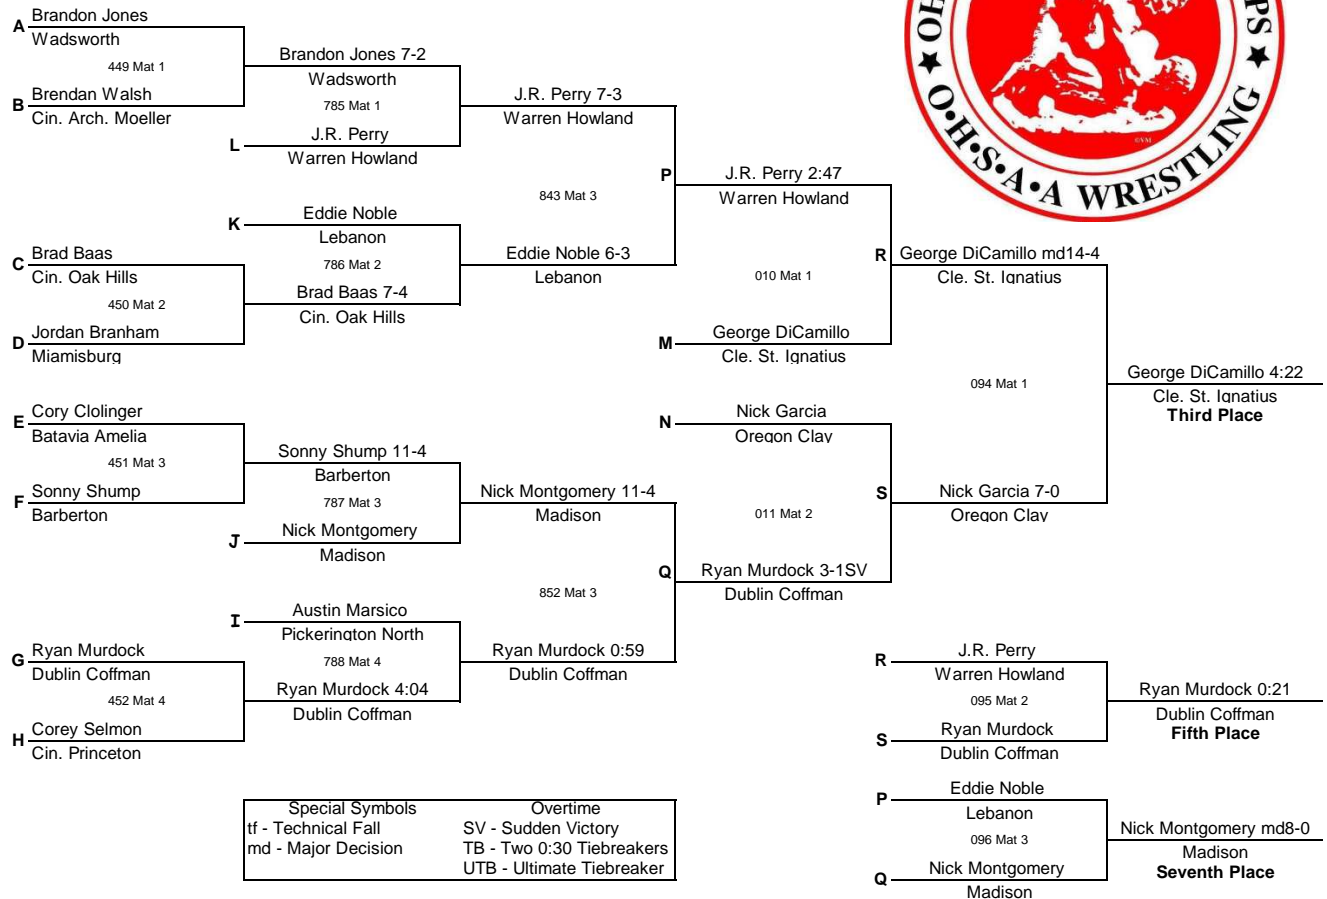 A Brandon Jones
Wadsworth
449 Mat 1
B Brendan Walsh
Cin. Arch. Moeller
Brandon Jones 7-2
Wadsworth
785 Mat 1
L J.R. Perry
Warren Howland
J.R. Perry 7-3
Warren Howland
843 Mat 3
K Eddie Noble
Lebanon
786 Mat 2
C Brad Baas
Cin. Oak Hills
450 Mat 2
D Jordan Branham
Miamisburg
Brad Baas 7-4
Cin. Oak Hills
Eddie Noble 6-3
Lebanon
P J.R. Perry 2:47
Warren Howland
010 Mat 1
M George DiCamillo
Cle. St. Ignatius
R George DiCamillo md14-4
Cle. St. Ignatius
094 Mat 1
George DiCamillo 4:22
Cle. St. Ignatius
Third Place
E Cory Clolinger
Batavia Amelia
451 Mat 3
F Sonny Shump
Barberton
Sonny Shump 11-4
Barberton
787 Mat 3
J Nick Montgomery
Madison
Nick Montgomery 11-4
Madison
852 Mat 3
I Austin Marsico
Pickerington North
788 Mat 4
G Ryan Murdock
Dublin Coffman
452 Mat 4
H Corey Selmon
Cin. Princeton
Ryan Murdock 4:04
Dublin Coffman
Ryan Murdock 0:59
Dublin Coffman
N Nick Garcia
Oregon Clay
011 Mat 2
Q Ryan Murdock 3-1SV
Dublin Coffman
S Nick Garcia 7-0
Oregon Clay
R J.R. Perry
Warren Howland
095 Mat 2
S Ryan Murdock
Dublin Coffman
Ryan Murdock 0:21
Dublin Coffman
Fifth Place
P Eddie Noble
Lebanon
096 Mat 3
Q Nick Montgomery
Madison
Nick Montgomery md8-0
Madison
Seventh Place
Special Symbols Overtime
tf - Technical Fall SV - Sudden Victory
md - Major Decision TB - Two 0:30 Tiebreakers
UTB - Ultimate Tiebreaker
OH
PS
★ O•H•S•A•A WRESTLING ★